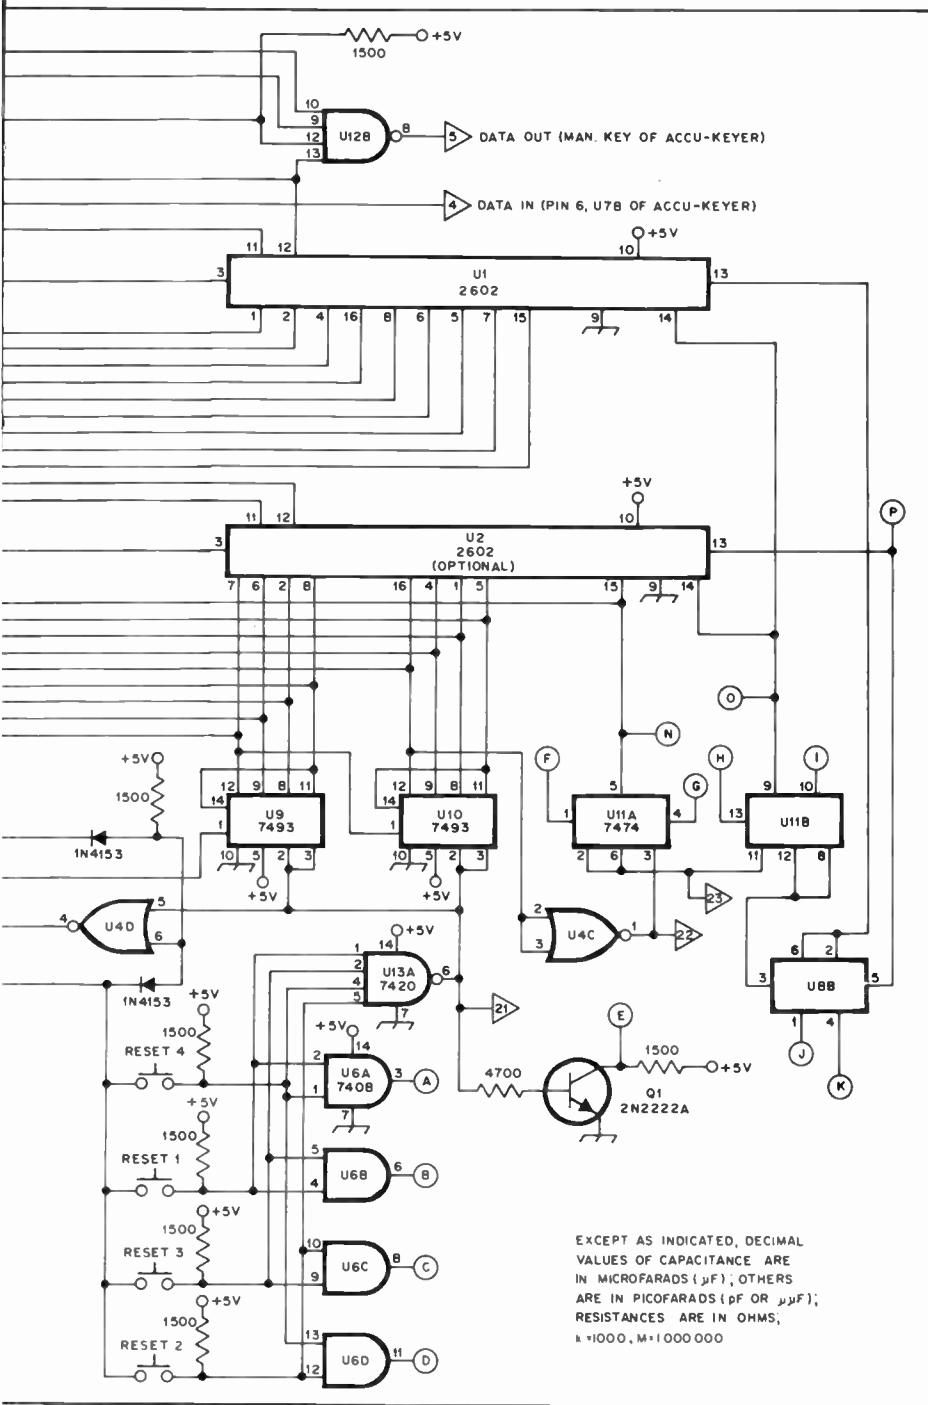 1500
+5V
10
9
12
13
U12B
8
5
DATA OUT (MAN. KEY OF ACCU-KEYER)
4
DATA IN (PIN 6, U7B OF ACCU-KEYER)
+5V
11
12
10
3
U1
2602
13
1
2
4
16
8
6
5
7
15
9
14
+5V
11
12
10
P
3
U2
2602
(OPTIONAL)
13
7
6
2
8
16
4
1
5
15
9
14
O
N
+5V
F
H
I
1500
G
12
9
8
11
12
9
8
11
5
9
10
14
U9
7493
14
U10
7493
1
U11A
7474
4
13
U11B
1
1
1N4153
10
5
2
3
10
5
2
3
2
6
3
11
12
8
+5V
+5V
23
4
U4D
5
6
2
3
U4C
1
22
+5V
1
14
2
4
5
U13A
7420
6
7
6
2
3
U8B
5
1
4
1N4153
21
+5V
E
J
K
1500
RESET 4
+5V
14
2
1
U6A
7408
3
A
7
4700
1500
+5V
Q1
2N2222A
+5V
1500
RESET 1
5
4
U6B
6
B
+5V
1500
RESET 3
10
9
U6C
8
C
+5V
1500
RESET 2
13
12
U6D
11
D
EXCEPT AS INDICATED, DECIMAL
VALUES OF CAPACITANCE ARE
IN MICROFARADS (µF); OTHERS
ARE IN PICOFARADS (pF OR µµF);
RESISTANCES ARE IN OHMS;
k=1000, M=1000 000